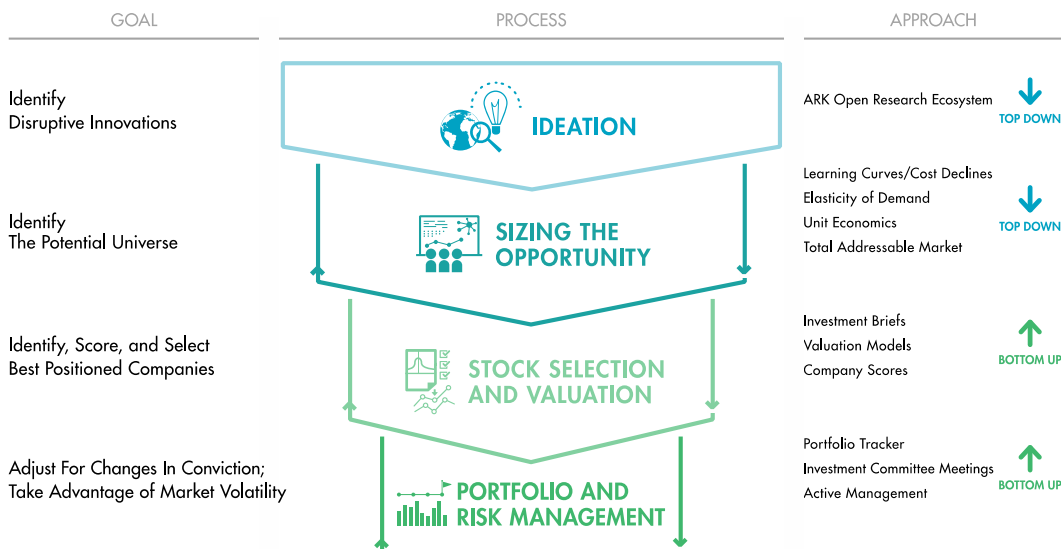 GOAL
PROCESS
APPROACH
Identify
Disruptive Innovations
IDEATION
ARK Open Research Ecosystem
TOP DOWN
Identify
The Potential Universe
SIZING THE
OPPORTUNITY
Learning Curves/Cost Declines
Elasticity of Demand
Unit Economics
Total Addressable Market
TOP DOWN
Identify, Score, and Select
Best Positioned Companies
STOCK SELECTION
AND VALUATION
Investment Briefs
Valuation Models
Company Scores
BOTTOM UP
Adjust For Changes In Conviction;
Take Advantage of Market Volatility
PORTFOLIO AND
RISK MANAGEMENT
Portfolio Tracker
Investment Committee Meetings
Active Management
BOTTOM UP